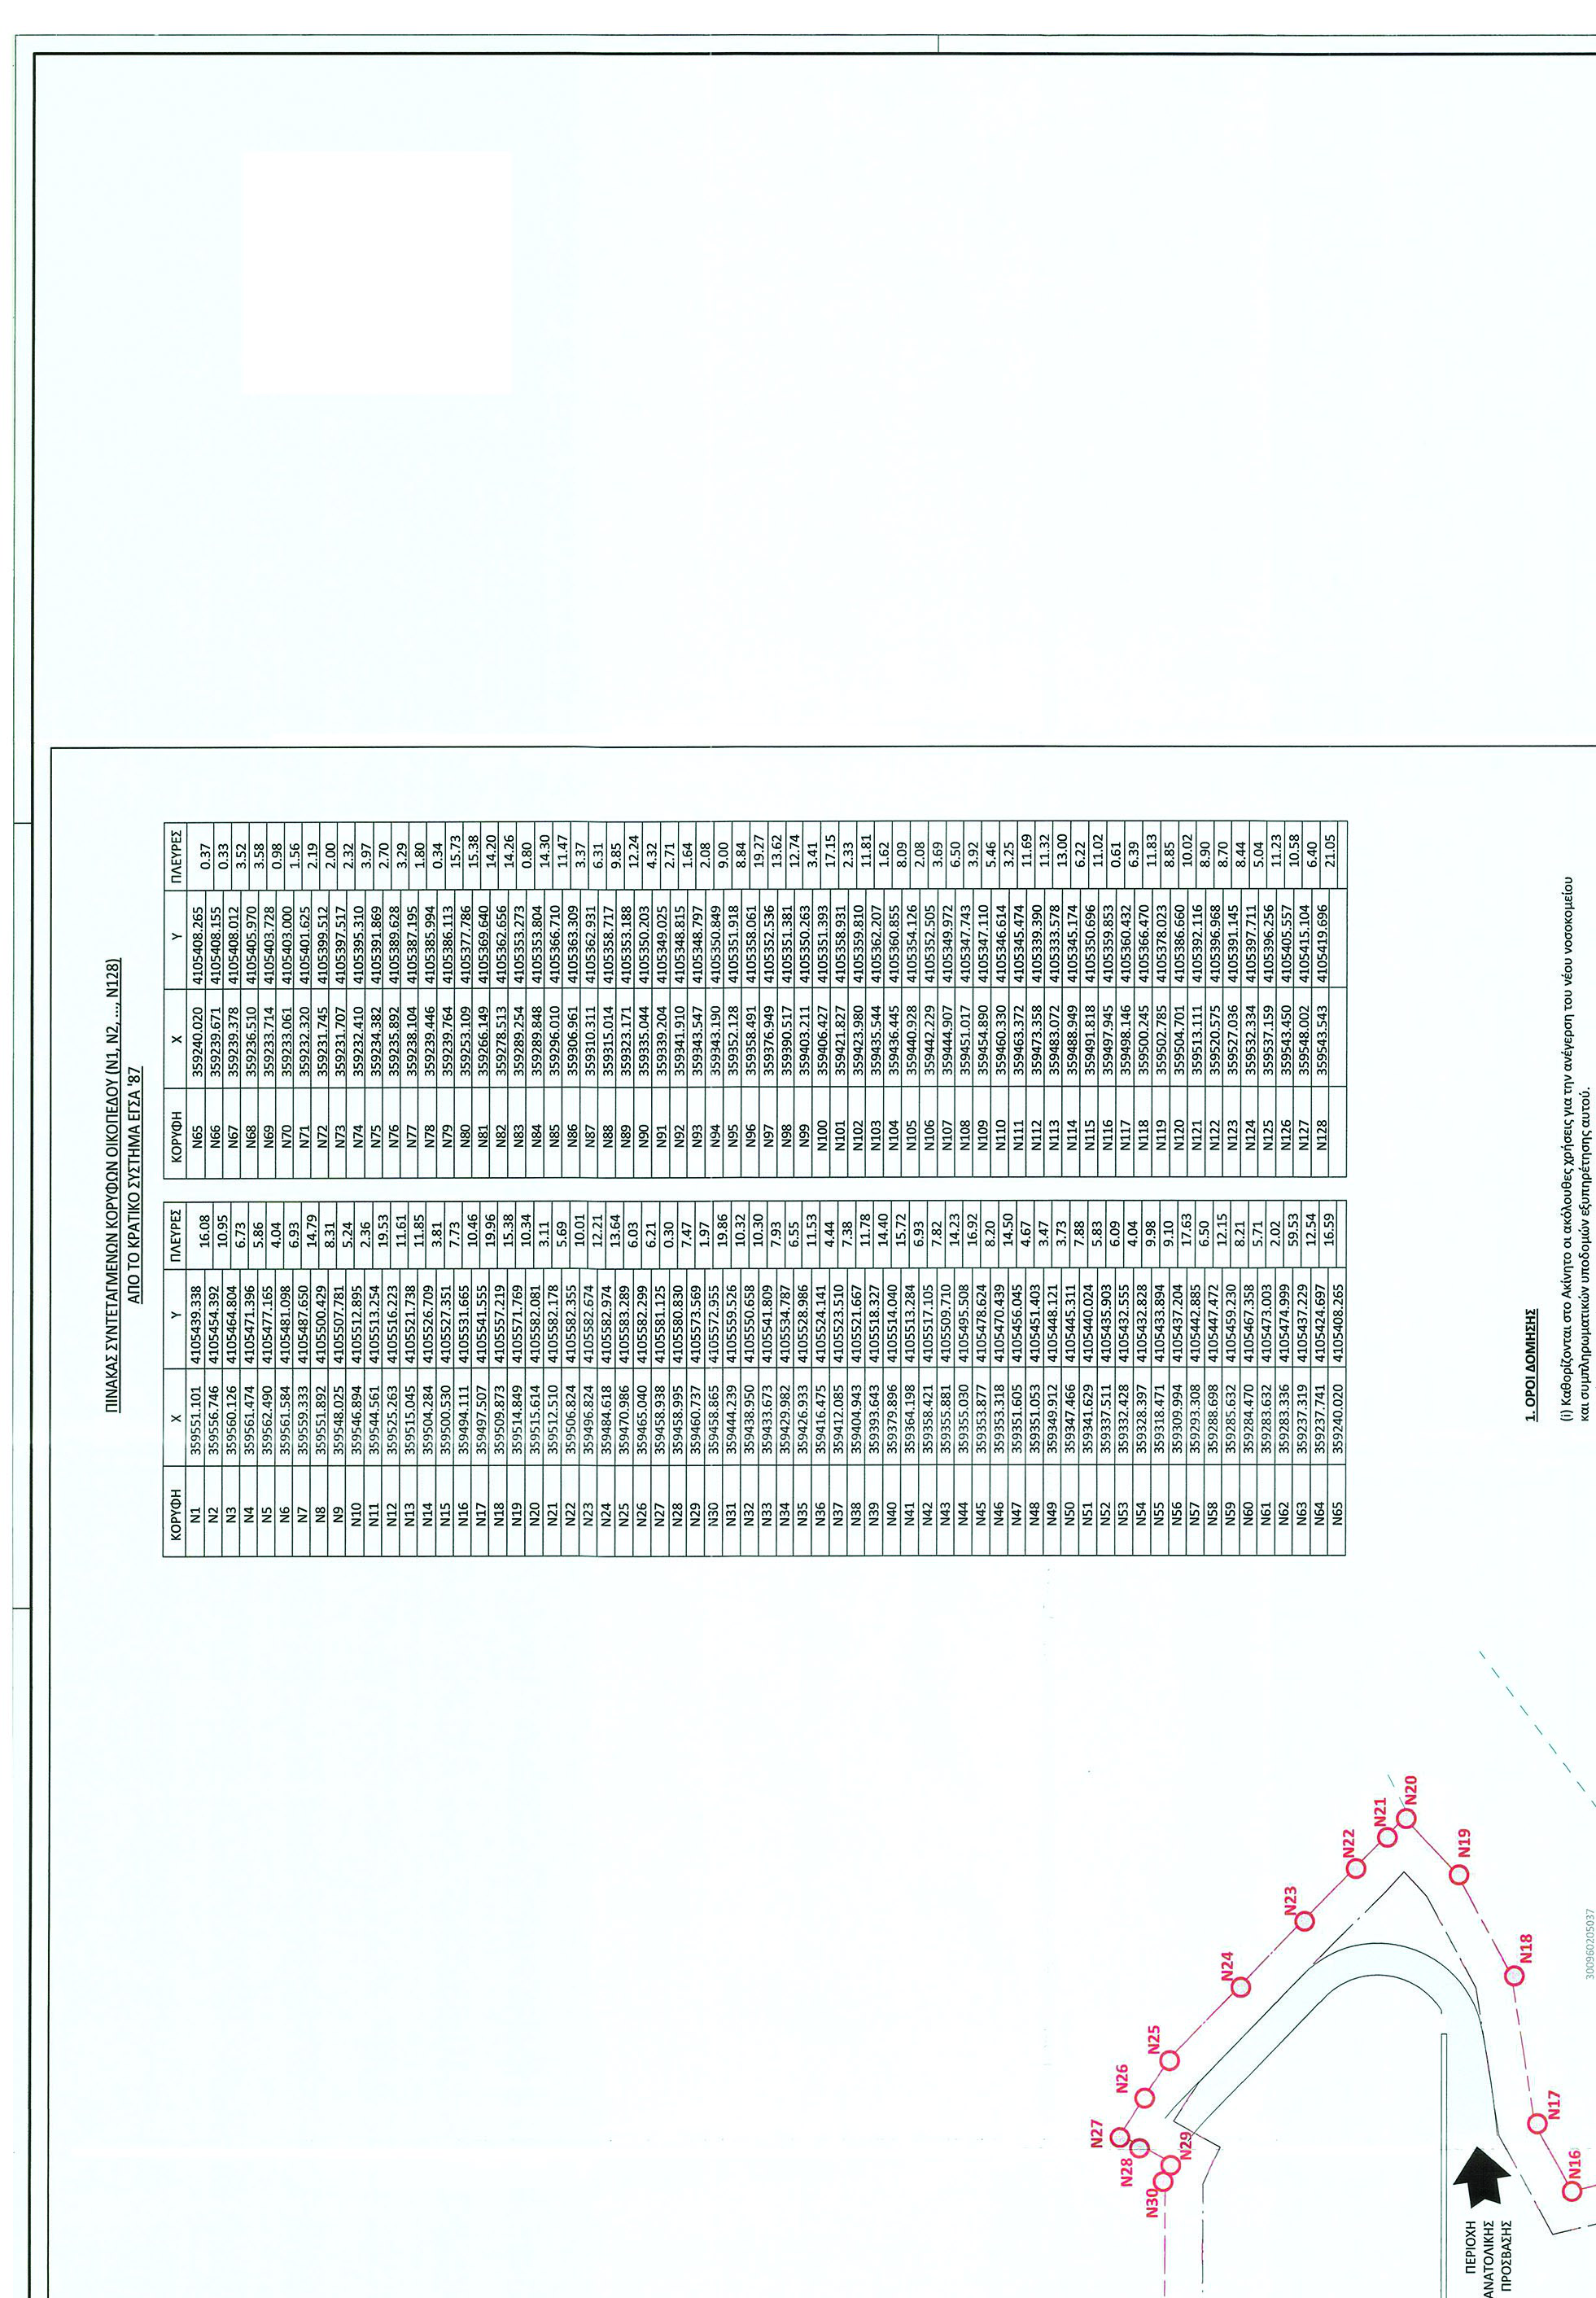 ΠΙΝΑΚΑΣ ΣΥΝΤΕΤΑΓΜΕΝΩΝ ΚΟΡΥΦΩΝ ΟΙΚΟΠΕΔΟΥ (N1, N2, ...., N128)
ΑΠΟ ΤΟ ΚΡΑΤΙΚΟ ΣΥΣΤΗΜΑ ΕΓΣΑ '87
ΚΟΡΥΦΗ X Y ΠΛΕΥΡΕΣ
N1 359551.101 4105439.338 16.08
N2 359556.746 4105454.392 10.95
N3 359560.126 4105464.804 6.73
N4 359561.474 4105471.396 5.86
N5 359562.490 4105477.165 4.04
N6 359561.584 4105481.098 6.93
N7 359559.333 4105487.650 14.79
N8 359551.892 4105500.429 8.31
N9 359548.025 4105507.781 5.24
N10 359546.894 4105512.895 2.36
N11 359544.561 4105513.254 19.53
N12 359525.263 4105516.223 11.61
N13 359515.045 4105521.738 11.85
N14 359504.284 4105526.709 3.81
N15 359500.530 4105527.351 7.73
N16 359494.111 4105531.665 10.46
N17 359497.507 4105541.555 19.96
N18 359509.873 4105557.219 15.38
N19 359514.849 4105571.769 10.34
N20 359515.614 4105582.081 3.11
N21 359512.510 4105582.178 5.69
N22 359506.824 4105582.355 10.01
N23 359496.824 4105582.674 12.21
N24 359484.618 4105582.974 13.64
N25 359470.986 4105583.289 6.03
N26 359465.040 4105582.299 6.21
N27 359458.938 4105581.125 0.30
N28 359458.995 4105580.830 7.47
N29 359460.737 4105573.569 1.97
N30 359458.865 4105572.955 19.86
N31 359444.239 4105559.526 10.32
N32 359438.950 4105550.658 10.30
N33 359433.673 4105541.809 7.93
N34 359429.982 4105534.787 6.55
N35 359426.933 4105528.986 11.53
N36 359416.475 4105524.141 4.44
N37 359412.085 4105523.510 7.38
N38 359404.943 4105521.667 11.78
N39 359393.643 4105518.327 14.40
N40 359379.896 4105514.040 15.72
N41 359364.198 4105513.284 6.93
N42 359358.421 4105517.105 7.82
N43 359355.881 4105509.710 14.23
N44 359355.030 4105495.508 16.92
N45 359353.877 4105478.624 8.20
N46 359353.318 4105470.439 14.50
N47 359351.605 4105456.045 4.67
N48 359351.053 4105451.403 3.47
N49 359349.912 4105448.121 3.73
N50 359347.466 4105445.311 7.88
N51 359341.629 4105440.024 5.83
N52 359337.511 4105435.903 6.09
N53 359332.428 4105432.555 4.04
N54 359328.397 4105432.828 9.98
N55 359318.471 4105433.894 9.10
N56 359309.994 4105437.204 17.63
N57 359293.308 4105442.885 6.50
N58 359288.698 4105447.472 12.15
N59 359285.632 4105459.230 8.21
N60 359284.470 4105467.358 5.71
N61 359283.632 4105473.003 2.02
N62 359283.336 4105474.999 59.53
N63 359237.319 4105437.229 12.54
N64 359237.741 4105424.697 16.59
N65 359240.020 4105408.265
ΚΟΡΥΦΗ X Y ΠΛΕΥΡΕΣ
N65 359240.020 4105408.265 0.37
N66 359239.671 4105408.155 0.33
N67 359239.378 4105408.012 3.52
N68 359236.510 4105405.970 3.58
N69 359233.714 4105403.728 0.98
N70 359233.061 4105403.000 1.56
N71 359232.320 4105401.625 2.19
N72 359231.745 4105399.512 2.00
N73 359231.707 4105397.517 2.32
N74 359232.410 4105395.310 3.97
N75 359234.382 4105391.869 2.70
N76 359235.892 4105389.628 3.29
N77 359238.104 4105387.195 1.80
N78 359239.446 4105385.994 0.34
N79 359239.764 4105386.113 15.73
N80 359253.109 4105377.786 15.38
N81 359266.149 4105369.640 14.20
N82 359278.513 4105362.656 14.26
N83 359289.254 4105353.273 0.80
N84 359289.848 4105353.804 14.30
N85 359296.010 4105366.710 11.47
N86 359306.961 4105363.309 3.37
N87 359310.311 4105362.931 6.31
N88 359315.014 4105358.717 9.85
N89 359323.171 4105353.188 12.24
N90 359335.044 4105350.203 4.32
N91 359339.204 4105349.025 2.71
N92 359341.910 4105348.815 1.64
N93 359343.547 4105348.797 2.08
N94 359343.190 4105350.849 9.00
N95 359352.128 4105351.918 8.84
N96 359358.491 4105358.061 19.27
N97 359376.949 4105352.536 13.62
N98 359390.517 4105351.381 12.74
N99 359403.211 4105350.263 3.41
N100 359406.427 4105351.393 17.15
N101 359421.827 4105358.931 2.33
N102 359423.980 4105359.810 11.81
N103 359435.544 4105362.207 1.62
N104 359436.445 4105360.855 8.09
N105 359440.928 4105354.126 2.08
N106 359442.229 4105352.505 3.69
N107 359444.907 4105349.972 6.50
N108 359451.017 4105347.743 3.92
N109 359454.890 4105347.110 5.46
N110 359460.330 4105346.614 3.25
N111 359463.372 4105345.474 11.69
N112 359473.358 4105339.390 11.32
N113 359483.072 4105333.578 13.00
N114 359488.949 4105345.174 6.22
N115 359491.818 4105350.696 11.02
N116 359497.945 4105359.853 0.61
N117 359498.146 4105360.432 6.39
N118 359500.245 4105366.470 11.83
N119 359502.785 4105378.023 8.85
N120 359504.701 4105386.660 10.02
N121 359513.111 4105392.116 8.90
N122 359520.575 4105396.968 8.70
N123 359527.036 4105391.145 8.44
N124 359532.334 4105397.711 5.04
N125 359537.159 4105396.256 11.23
N126 359543.450 4105405.557 10.58
N127 359548.002 4105415.104 6.40
N128 359543.543 4105419.696 21.05
1. ΟΡΟΙ ΔΟΜΗΣΗΣ
(i) Καθορίζονται στο Ακίνητο οι ακόλουθες χρήσεις για την ανέγερση του νέου νοσοκομείου
και συμπληρωματικών υποδομών εξυπηρέτησης αυτού.
N27
N26
N25
N24
N23
N22
N21
N20
N19
N18
N17
N16
N28
N29
N30
300960205037
ΠΕΡΙΟΧΗ
ΑΝΑΤΟΛΙΚΗΣ
ΠΡΟΣΒΑΣΗΣ